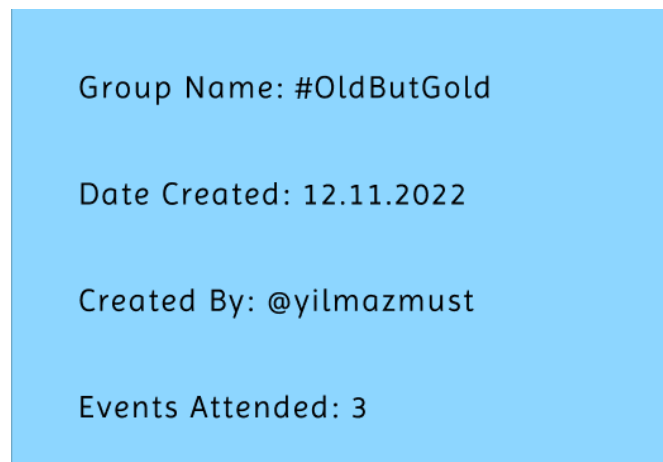 Group Name: #OldButGold
Date Created: 12.11.2022
Created By: @yilmazmust
Events Attended: 3